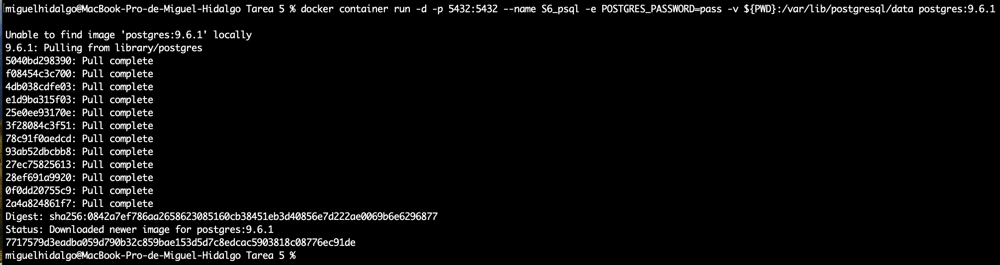 miguelhidalgo@MacBook-Pro-de-Miguel-Hidalgo Tarea 5 % docker container run -d -p 5432:5432 --name S6_psql -e POSTGRES_PASSWORD=pass -v ${PWD}:/var/lib/postgresql/data postgres:9.6.1
Unable to find image 'postgres:9.6.1' locally
9.6.1: Pulling from library/postgres
5040bd298390: Pull complete
f08454c3c700: Pull complete
4db038cdfe03: Pull complete
e1d9ba315f03: Pull complete
25e0ee93170e: Pull complete
3f28084c3f51: Pull complete
78c91f0aedcd: Pull complete
93ab52dbcbb8: Pull complete
27ec75825613: Pull complete
28ef691a9920: Pull complete
0f0dd20755c9: Pull complete
2a4a824861f7: Pull complete
Digest: sha256:0842a7ef786aa2658623085160cb38451eb3d40856e7d222ae0069b6e6296877
Status: Downloaded newer image for postgres:9.6.1
7717579d3eadba059d790b32c859bae153d5d7c8edcac5903818c08776ec91de
miguelhidalgo@MacBook-Pro-de-Miguel-Hidalgo Tarea 5 %